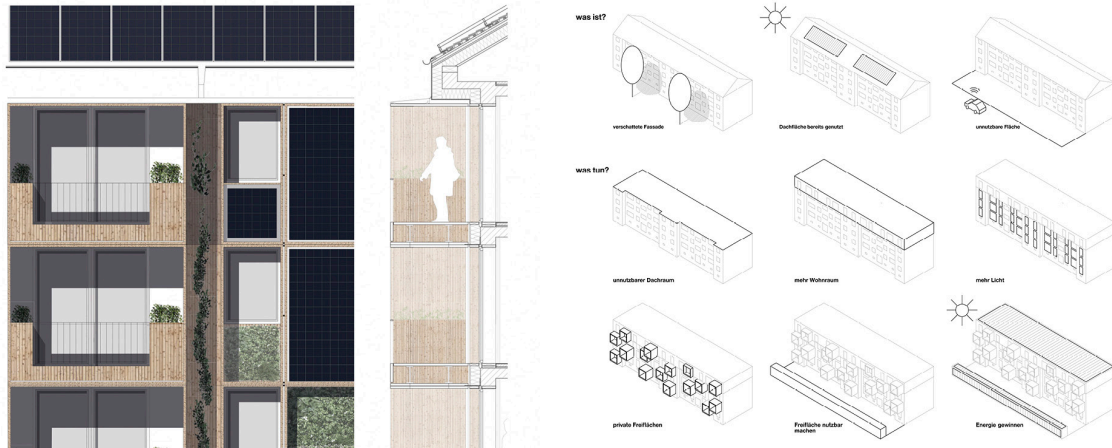 was ist?
verschattete Fassade
Dachfläche bereits genutzt
unnutzbare Fläche
was tun?
unnutzbarer Dachraum
mehr Wohnraum
mehr Licht
private Freiflächen
Freifläche nutzbar
machen
Energie gewinnen